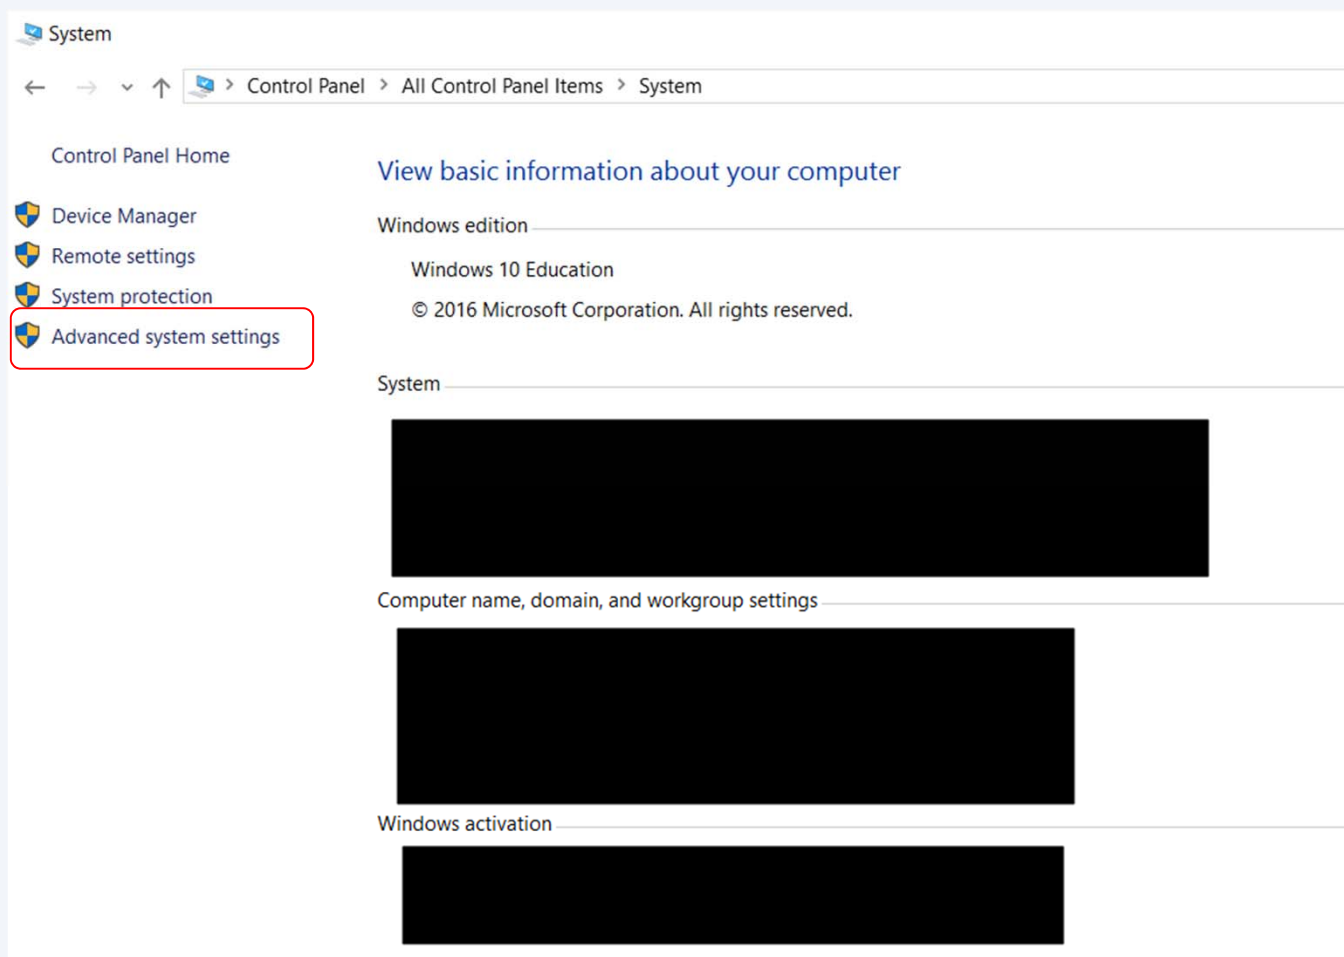 System
Control Panel > All Control Panel Items > System
Control Panel Home
Device Manager
Remote settings
System protection
Advanced system settings
View basic information about your computer
Windows edition
Windows 10 Education
© 2016 Microsoft Corporation. All rights reserved.
System
Computer name, domain, and workgroup settings
Windows activation